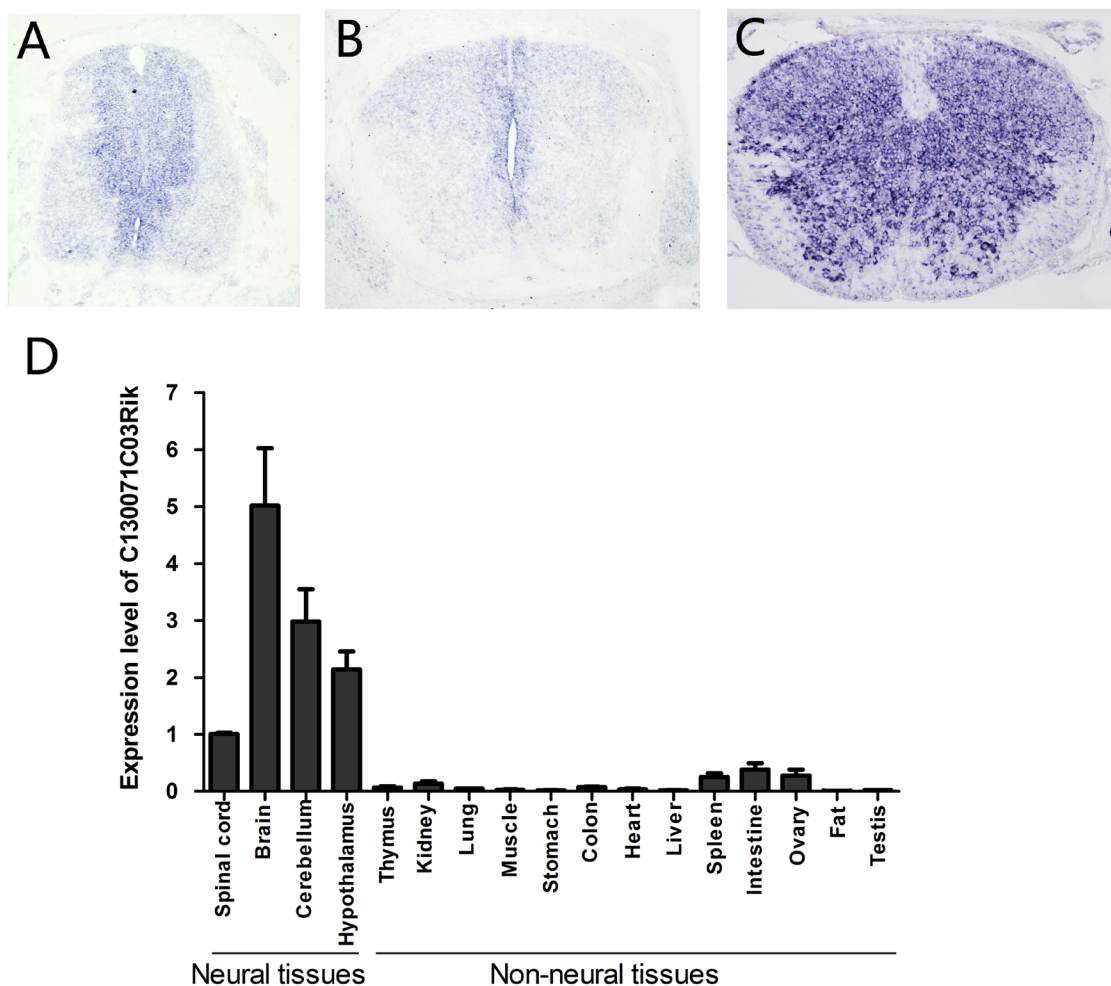 A
B
C
D
Expression level of C130071C03Rik
7
6
5
4
3
2
1
0
Spinal cord
Brain
Cerebellum
Hypothalamus
Thymus
Kidney
Lung
Muscle
Stomach
Colon
Heart
Liver
Spleen
Intestine
Ovary
Fat
Testis
Neural tissues
Non-neural tissues